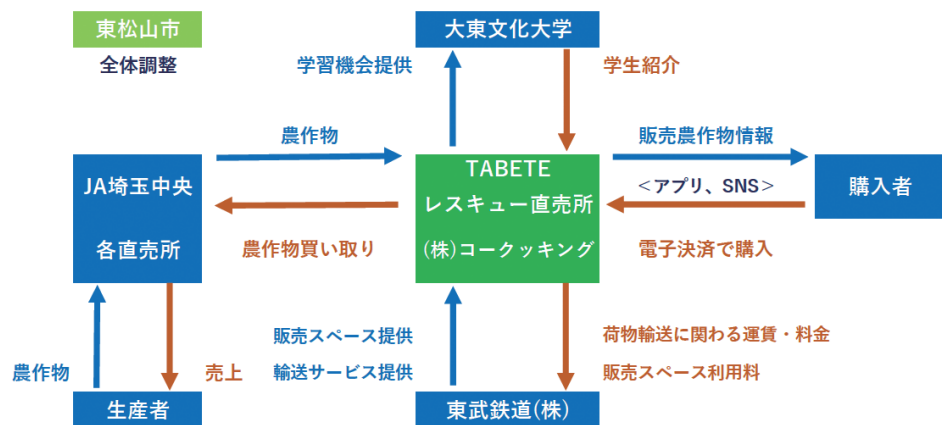 東松山市
全体調整
大東文化大学
学習機会提供
学生紹介
農作物
販売農作物情報
JA埼玉中央
各直売所
TABETE
レスキュー直売所
(株)コークッキング
<アプリ、SNS>
購入者
農作物買い取り
電子決済で購入
販売スペース提供
輸送サービス提供
荷物輸送に関わる運賃・料金
販売スペース利用料
農作物
売上
生産者
東武鉄道(株)